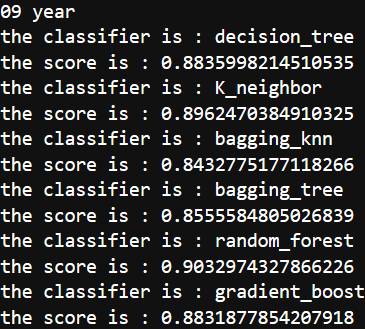 09 year
the classifier is : decision_tree
the score is : 0.8835998214510535
the classifier is : K_neighbor
the score is : 0.8962470384910325
the classifier is : bagging_knn
the score is : 0.8432775177118266
the classifier is : bagging_tree
the score is : 0.8555584805026839
the classifier is : random_forest
the score is : 0.9032974327866226
the classifier is : gradient_boost
the score is : 0.8831877854207918